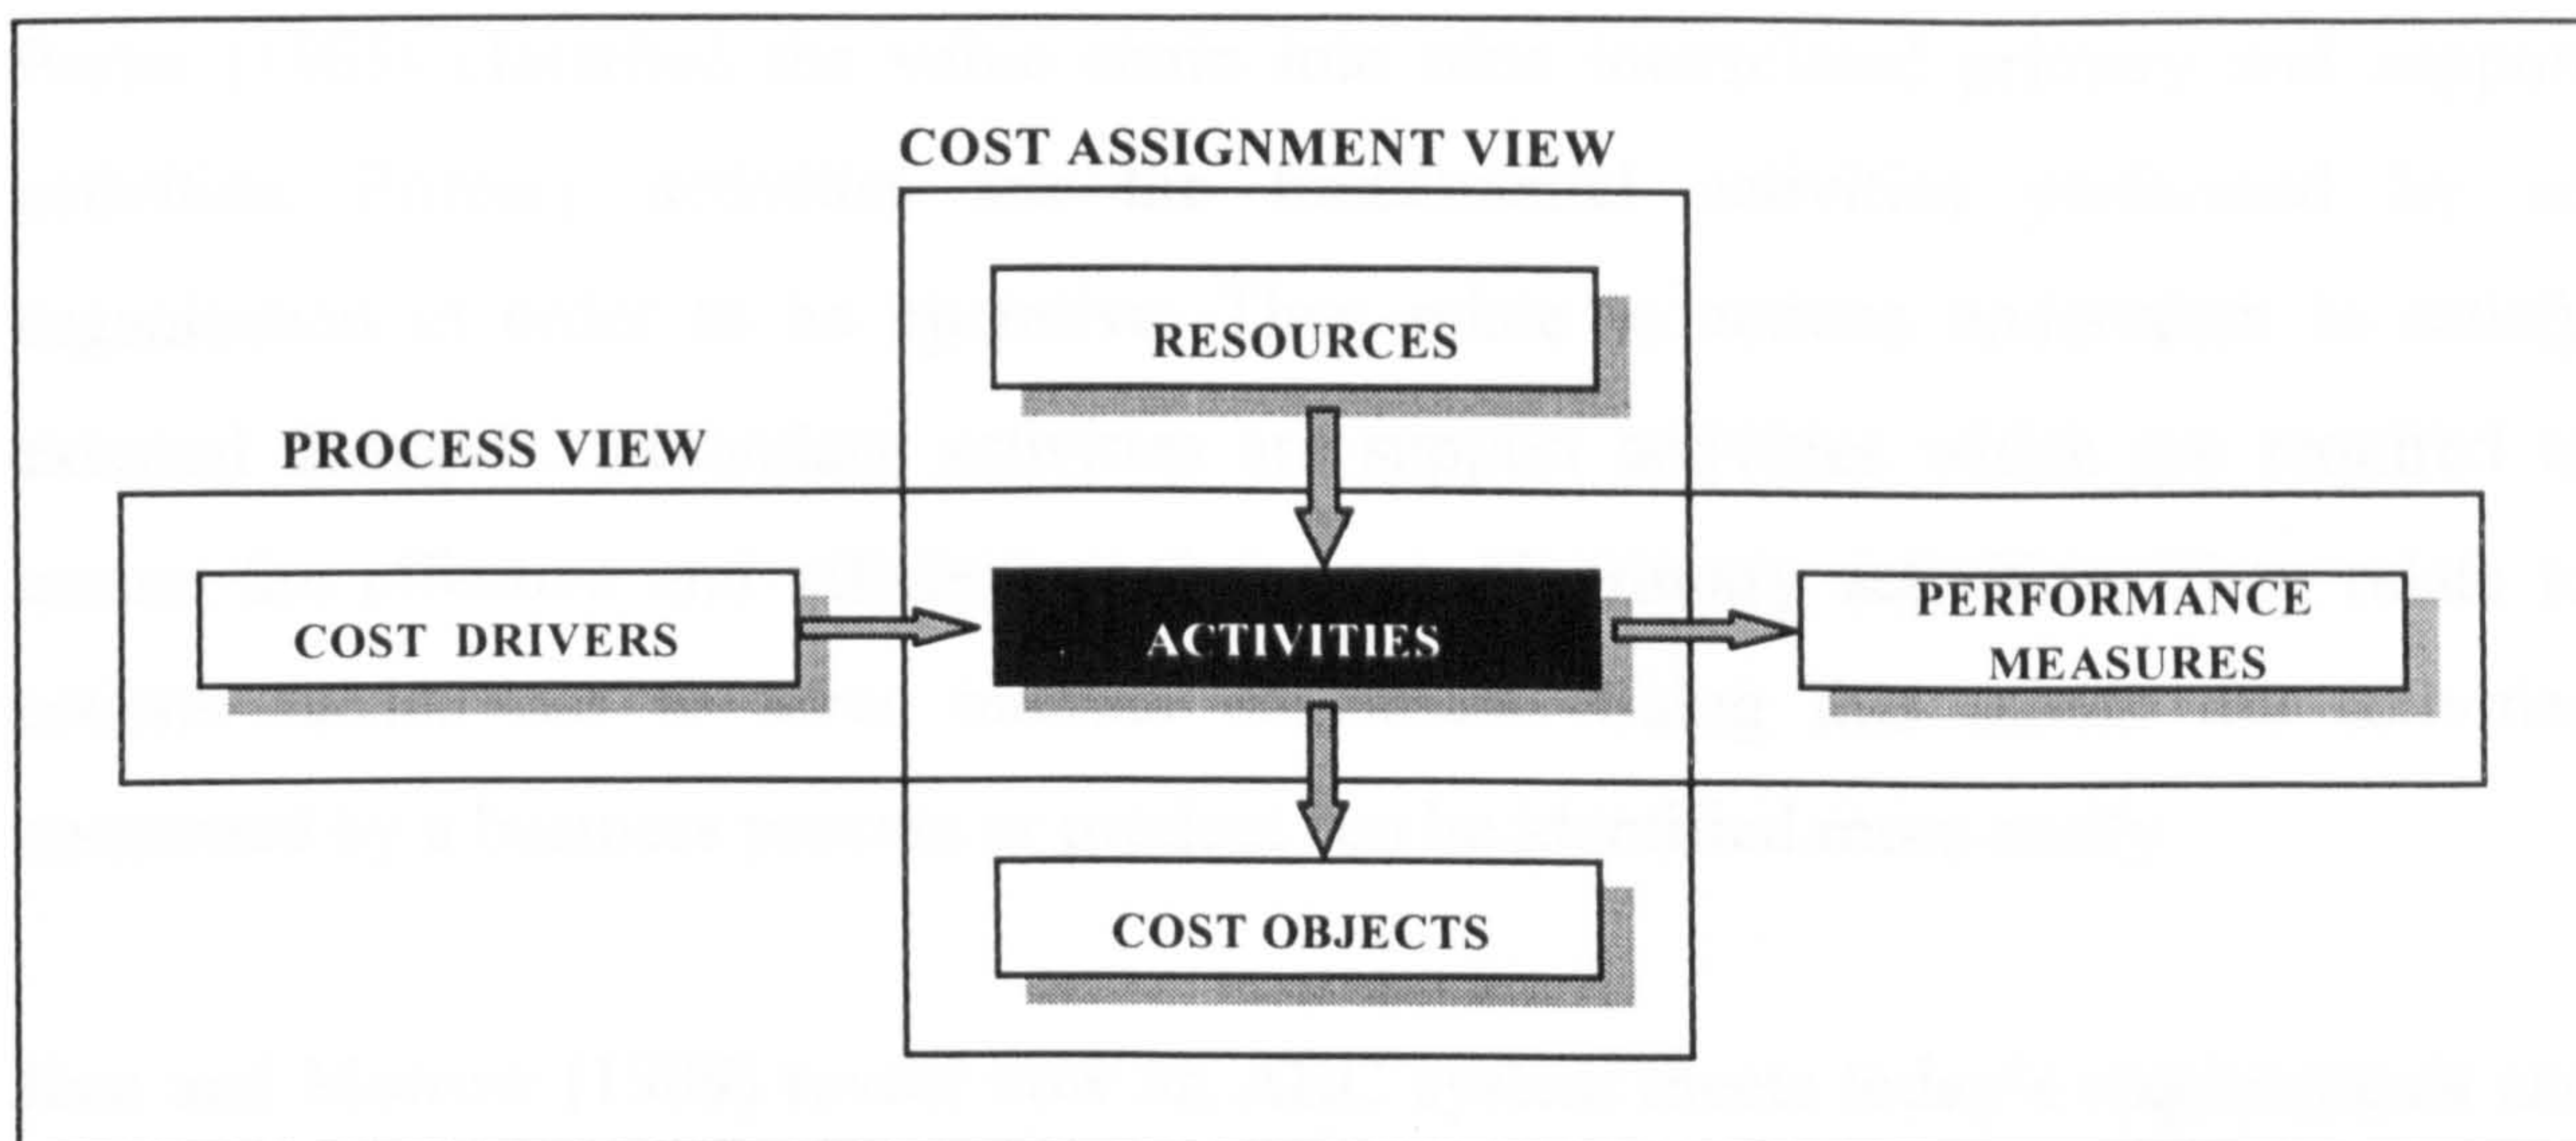 COST ASSIGNMENT VIEW
RESOURCES
PROCESS VIEW
COST DRIVERS
ACTIVITIES
PERFORMANCE
MEASURES
COST OBJECTS